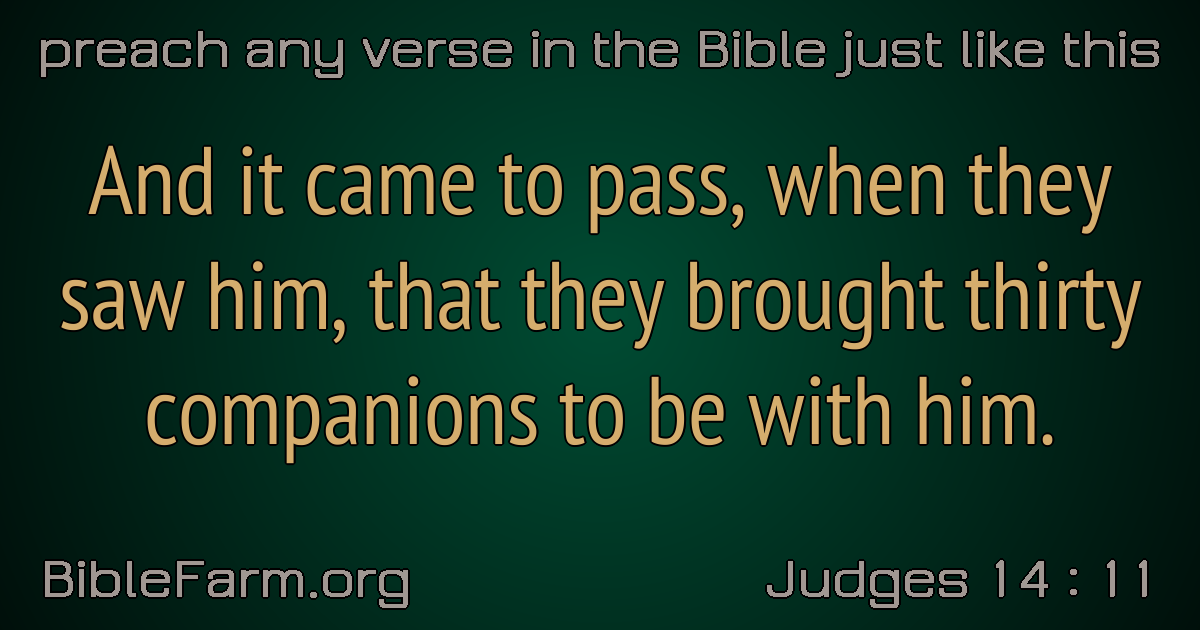 preach any verse in the Bible just like this
And it came to pass, when they
saw him, that they brought thirty
companions to be with him.
BibleFarm.org
Judges 14 : 11